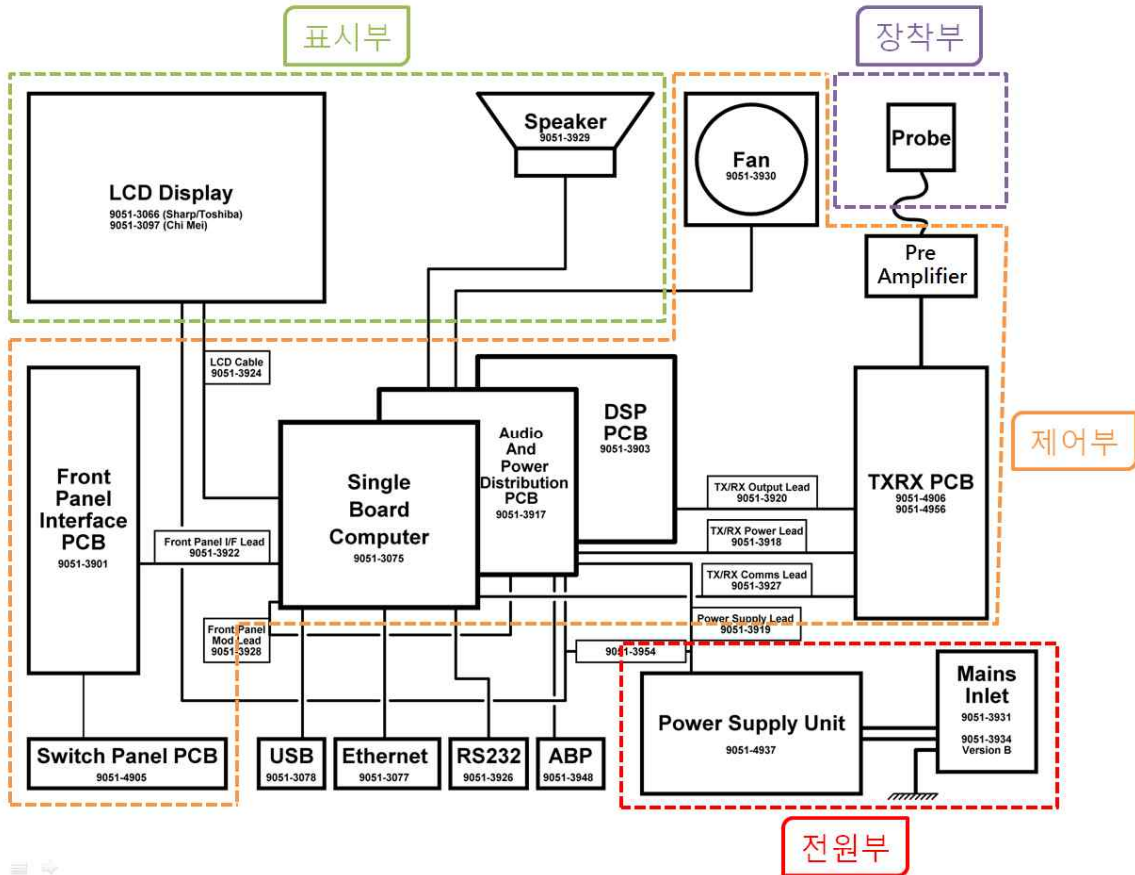 표시부
장착부
LCD Display
9051-3066 (Sharp/Toshiba)
9051-3097 (Chi Mei)
Speaker
9051-3929
Fan
9051-3930
Probe
Pre
Amplifier
LCD Cable
9051-3924
Front
Panel
Interface
PCB
9051-3901
Single
Board
Computer
9051-3075
Audio
And
Power
Distribution
PCB
9051-3917
DSP
PCB
9051-3903
TXRX PCB
9051-4906
9051-4956
제어부
TX/RX Output Lead
9051-3920
Front Panel I/F Lead
9051-3922
TX/RX Power Lead
9051-3918
TX/RX Comms Lead
9051-3927
Power Supply Lead
9051-3919
Front Panel
Mod Lead
9051-3928
9051-3954
Switch Panel PCB
9051-4905
USB
9051-3078
Ethernet
9051-3077
RS232
9051-3926
ABP
9051-3948
Power Supply Unit
9051-4937
Mains
Inlet
9051-3931
9051-3934
Version B
전원부